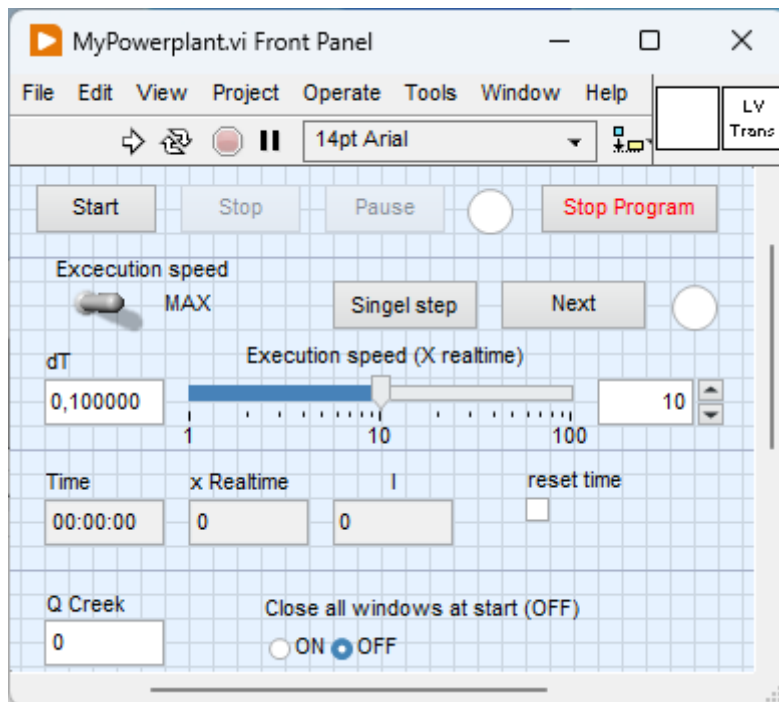 MyPowerplant.vi Front Panel
File Edit View Project Operate Tools Window Help
14pt Arial
LV
Trans
Start Stop Pause Stop Program
Excecution speed
MAX Singel step Next
dT Execution speed (X realtime)
0,100000 10
1 10 100
Time x Realtime I reset time
00:00:00 0 0
Q Creek Close all windows at start (OFF)
0 ON OFF